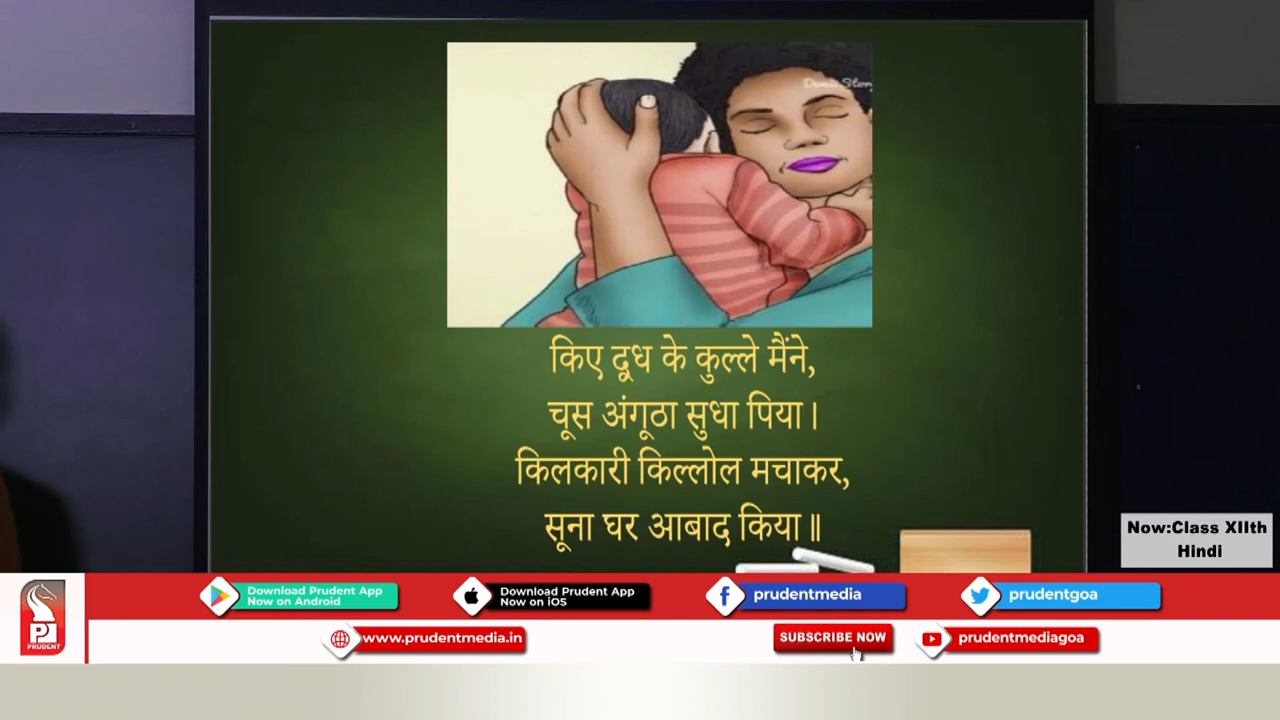 किए दूध के कुल्ले मैंने,
चूस अंगूठा सुधा पिया।
किलकारी किल्लोल मचाकर,
सूना घर आबाद किया॥
Now:Class XIIth
Hindi
Download Prudent App
Now on Android
Download Prudent App
Now on iOS
prudentmedia
prudentgoa
PRUDENT
www.prudentmedia.in
SUBSCRIBE NOW
prudentmediagoa